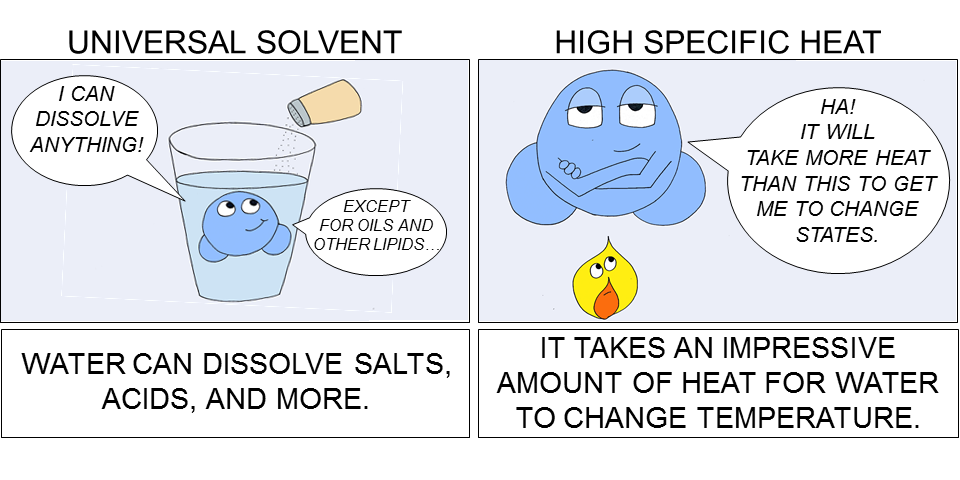 UNIVERSAL SOLVENT
I CAN
DISSOLVE
ANYTHING!
EXCEPT
FOR OILS AND
OTHER LIPIDS...
WATER CAN DISSOLVE SALTS,
ACIDS, AND MORE.
HIGH SPECIFIC HEAT
HA!
IT WILL
TAKE MORE HEAT
THAN THIS TO GET
ME TO CHANGE
STATES.
IT TAKES AN IMPRESSIVE
AMOUNT OF HEAT FOR WATER
TO CHANGE TEMPERATURE.